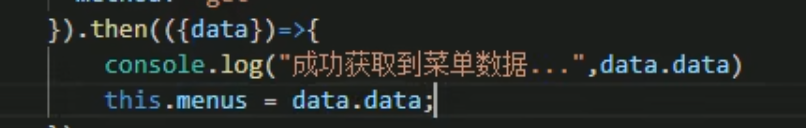 }).then(({data})=>{
console.log("成功获取到菜单数据...",data.data)
this.menus = data.data;